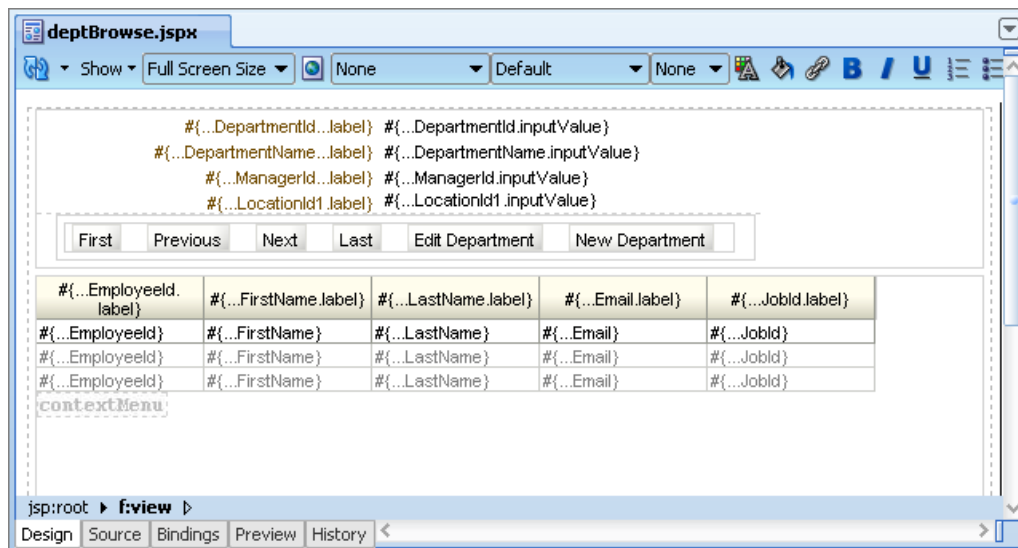 deptBrowse.jspx
Show Full Screen Size None Default None B I U
#{...DepartmentId...label} #{...DepartmentId.inputValue}
#{...DepartmentName...label} #{...DepartmentName.inputValue}
#{...ManagerId...label} #{...ManagerId.inputValue}
#{...LocationId1.label} #{...LocationId1.inputValue}
First Previous Next Last Edit Department New Department
#{...EmployeeId.
label} #{...FirstName.label} #{...LastName.label} #{...Email.label} #{...JobId.label}
#{...EmployeeId} #{...FirstName} #{...LastName} #{...Email} #{...JobId}
#{...EmployeeId} #{...FirstName} #{...LastName} #{...Email} #{...JobId}
#{...EmployeeId} #{...FirstName} #{...LastName} #{...Email} #{...JobId}
contextMenu
jsp:root f:view
Design Source Bindings Preview History